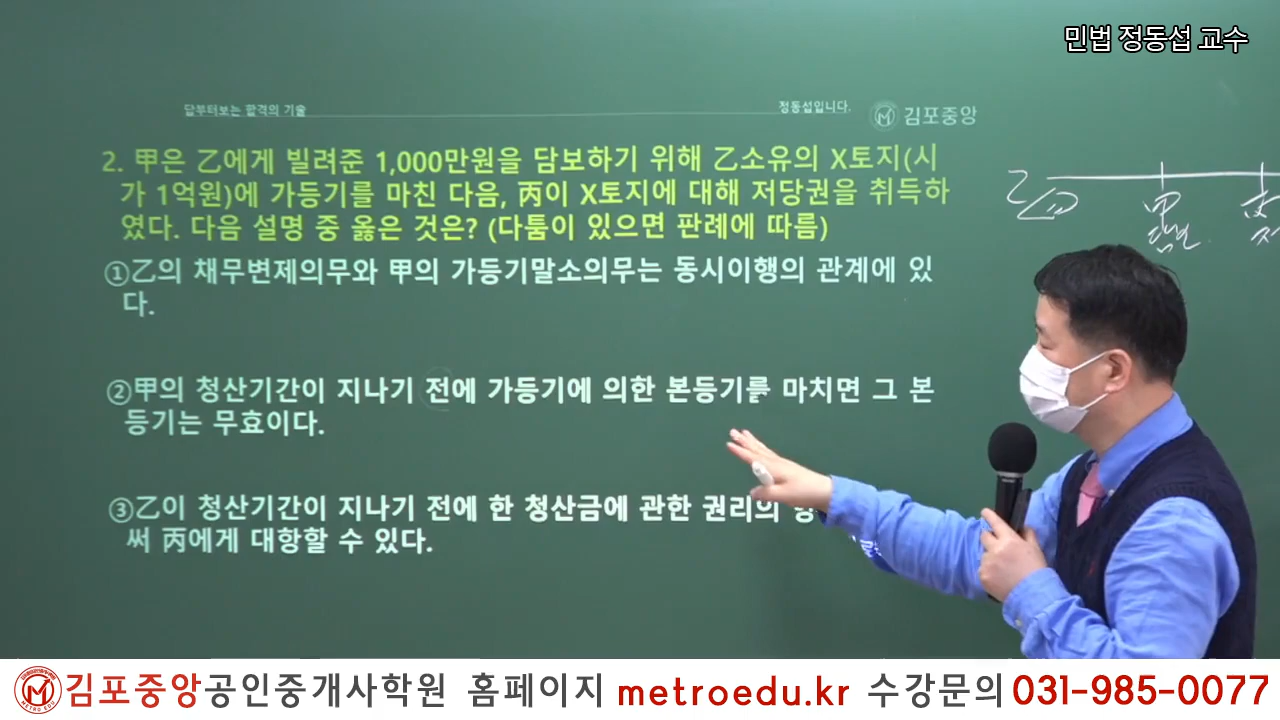 민법 정동섭 교수
답부터보는 합격의 기술
정동섭입니다.
김포중앙
2. 甲은 乙에게 빌려준 1,000만원을 담보하기 위해 乙소유의 X토지(시
가 1억원)에 가등기를 마친 다음, 丙이 X토지에 대해 저당권을 취득하
였다. 다음 설명 중 옳은 것은? (다툼이 있으면 판례에 따름)
①乙의 채무변제의무와 甲의 가등기말소의무는 동시이행의 관계에 있
다.
②甲의 청산기간이 지나기 전에 가등기에 의한 본등기를 마치면 그 본
등기는 무효이다.
③乙이 청산기간이 지나기 전에 한 청산금에 관한 권리의
써 丙에게 대항할 수 있다.
乙
甲
김포중앙공인중개사학원 홈페이지 metroedu.kr 수강문의 031-985-0077